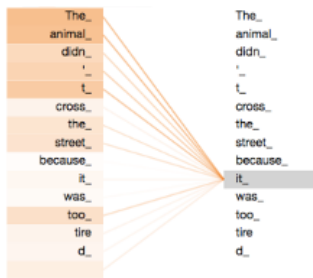 The_
animal_
didn_
'_
t_
cross_
the_
street_
because_
it_
was_
too_
tire
d_
The_
animal_
didn_
'_
t_
cross_
the_
street_
because_
it_
was_
too_
tire
d_